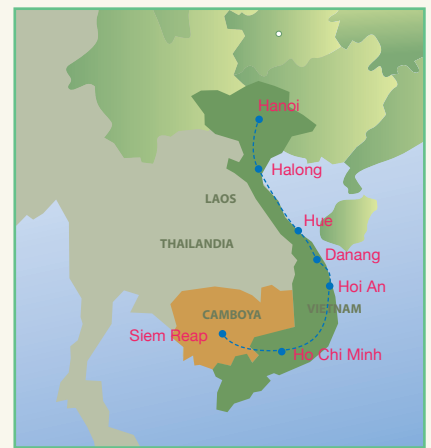 Hanoi
Halong
LAOS
Hue
THAILANDIA
Danang
Hoi An
VIETNAM
CAMBOYA
Siem Reap
Ho Chi Minh